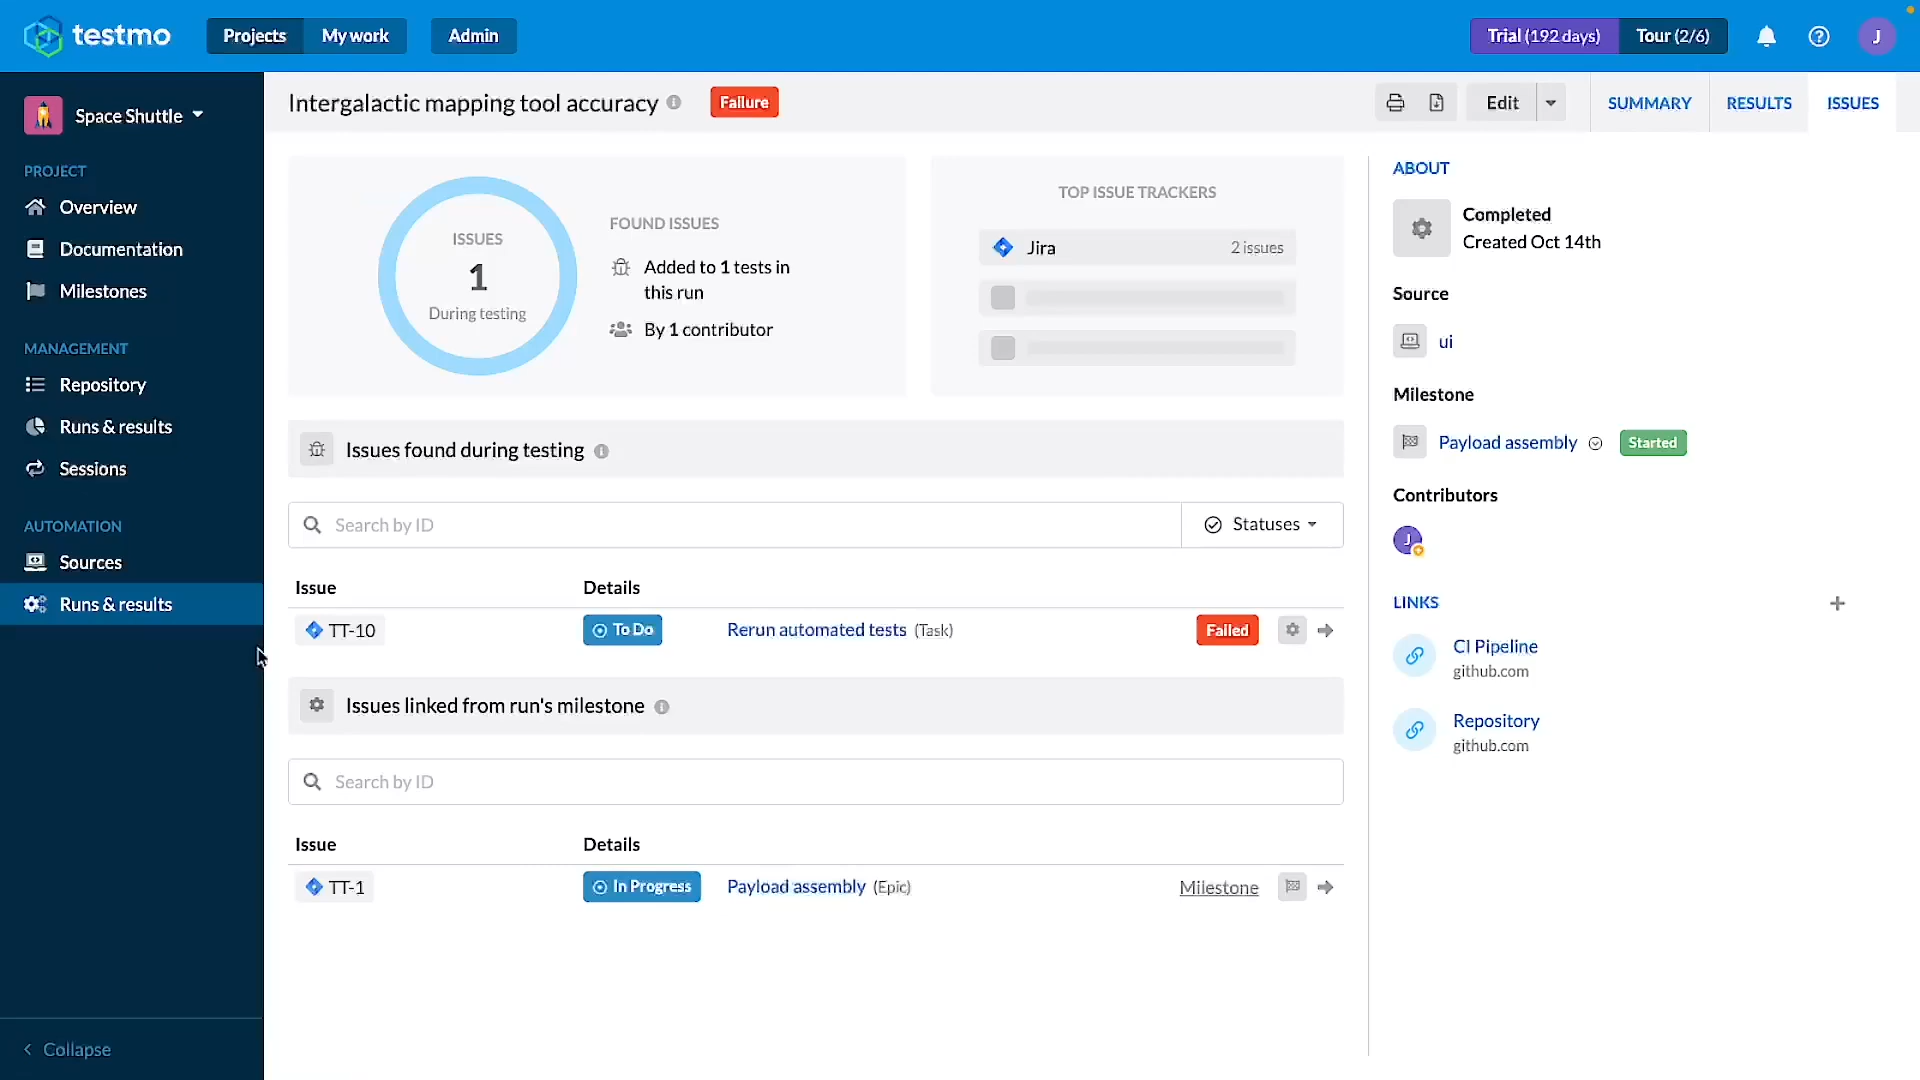 testmo
Projects
My work
Admin
Trial (192 days)
Tour (2/6)
J
Space Shuttle
PROJECT
Overview
Documentation
Milestones
MANAGEMENT
Repository
Runs & results
Sessions
AUTOMATION
Sources
Runs & results
Collapse
Intergalactic mapping tool accuracy
Failure
Edit
SUMMARY
RESULTS
ISSUES
ISSUES
1
During testing
FOUND ISSUES
Added to 1 tests in
this run
By 1 contributor
TOP ISSUE TRACKERS
Jira
2 issues
Issues found during testing
Search by ID
Statuses
Issue
Details
TT-10
To Do
Rerun automated tests (Task)
Failed
Issues linked from run's milestone
Search by ID
Issue
Details
TT-1
In Progress
Payload assembly (Epic)
Milestone
ABOUT
Completed
Created Oct 14th
Source
ui
Milestone
Payload assembly
Started
Contributors
J
LINKS
CI Pipeline
github.com
Repository
github.com